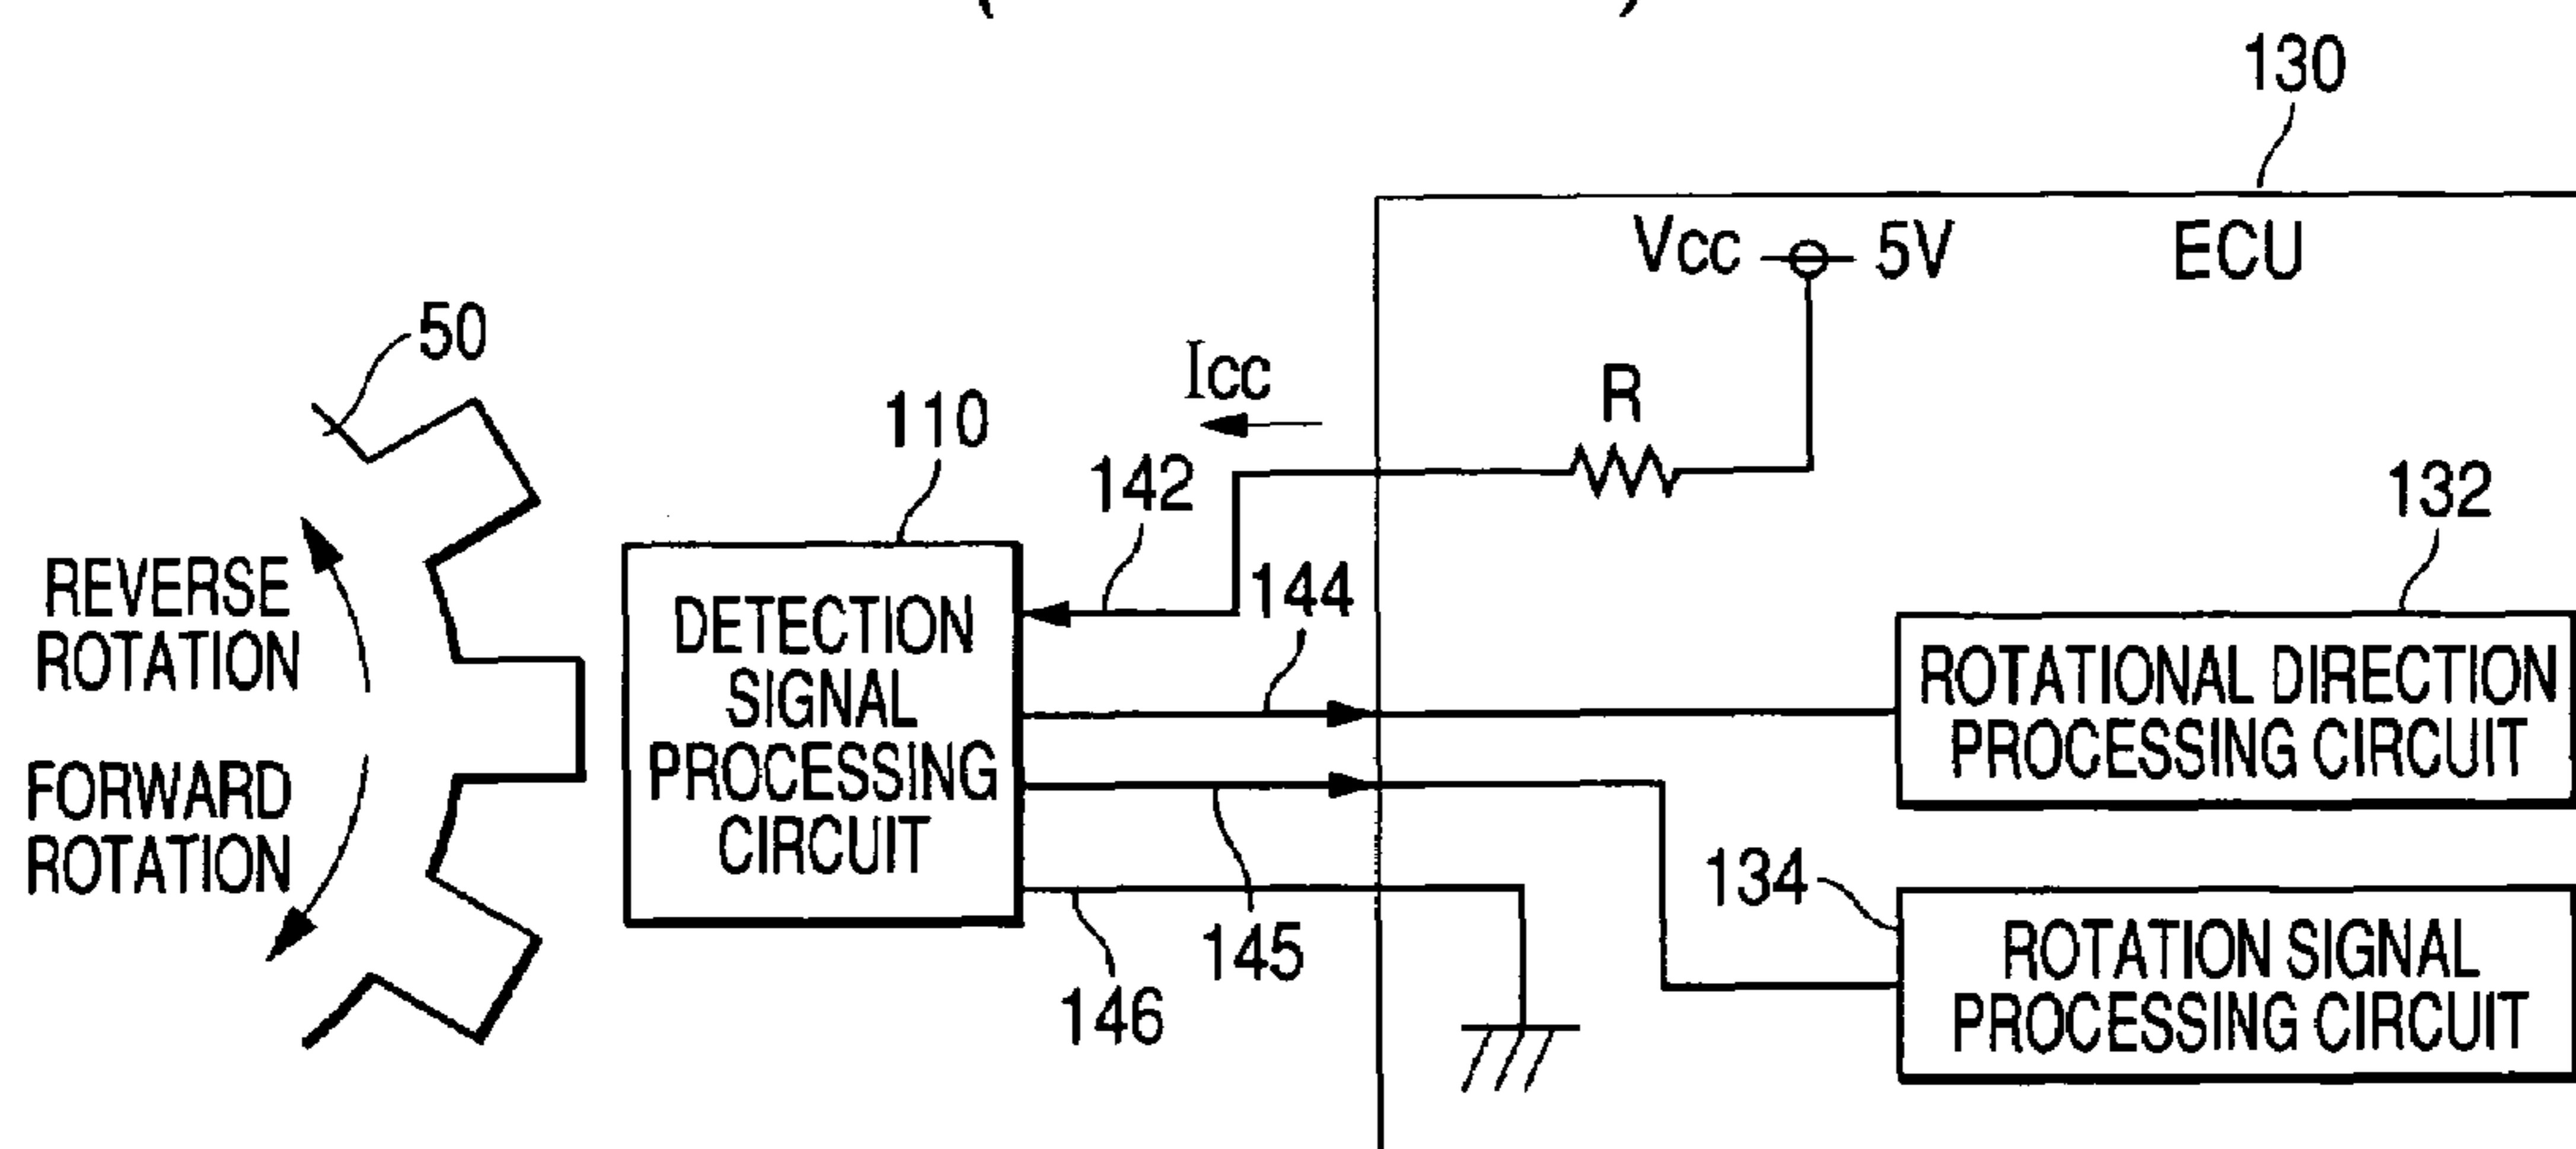 130
Vcc
5V
ECU
50
Icc
R
110
142
132
144
REVERSE
ROTATION
DETECTION
SIGNAL
PROCESSING
CIRCUIT
ROTATIONAL DIRECTION
PROCESSING CIRCUIT
FORWARD
ROTATION
134
145
146
ROTATION SIGNAL
PROCESSING CIRCUIT